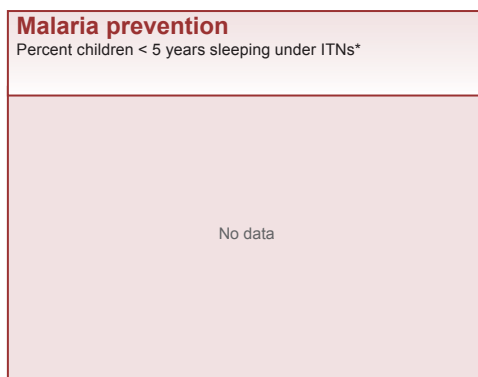 Malaria prevention
Percent children < 5 years sleeping under ITNs*
No data